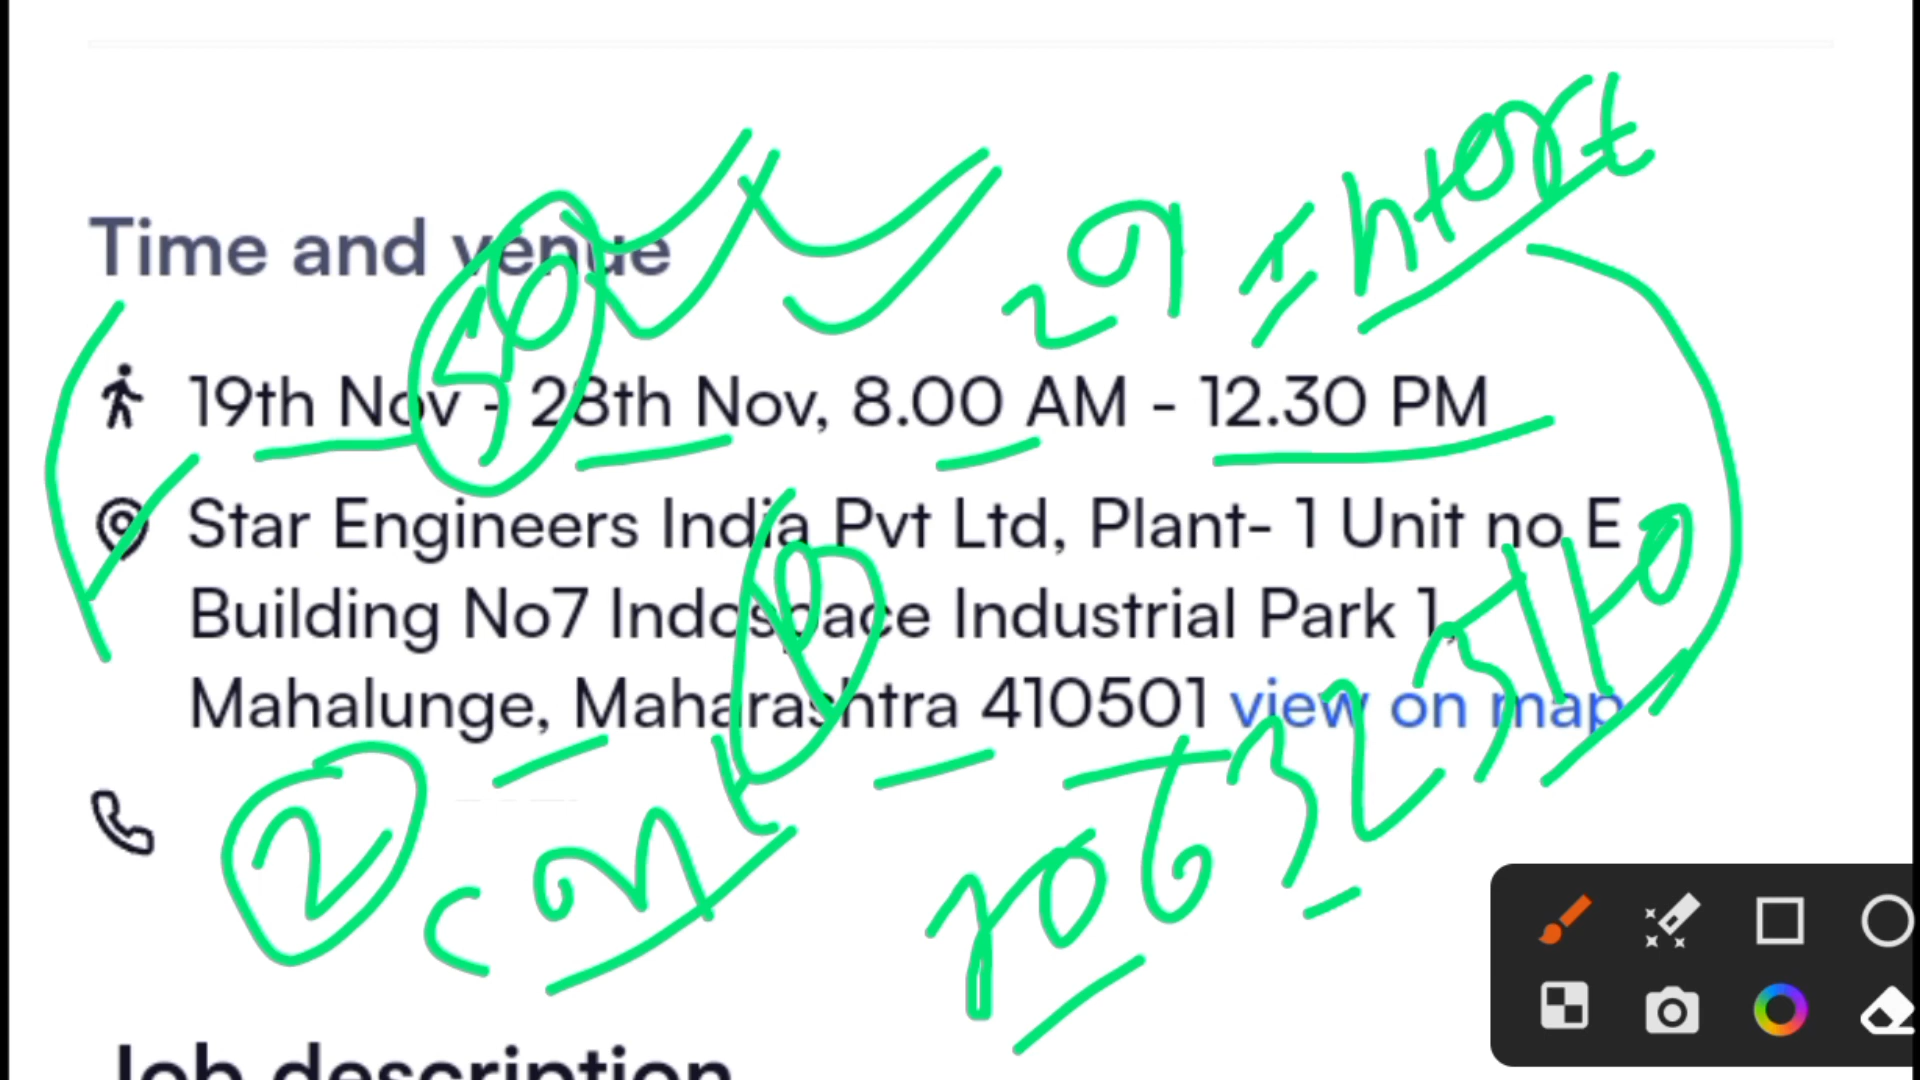 Time and venue
19th Nov - 28th Nov, 8.00 AM - 12.30 PM
Star Engineers India Pvt Ltd, Plant- 1 Unit no E
Building No7 Indospace Industrial Park 1,
Mahalunge, Maharashtra 410501 view on map
2
Job description